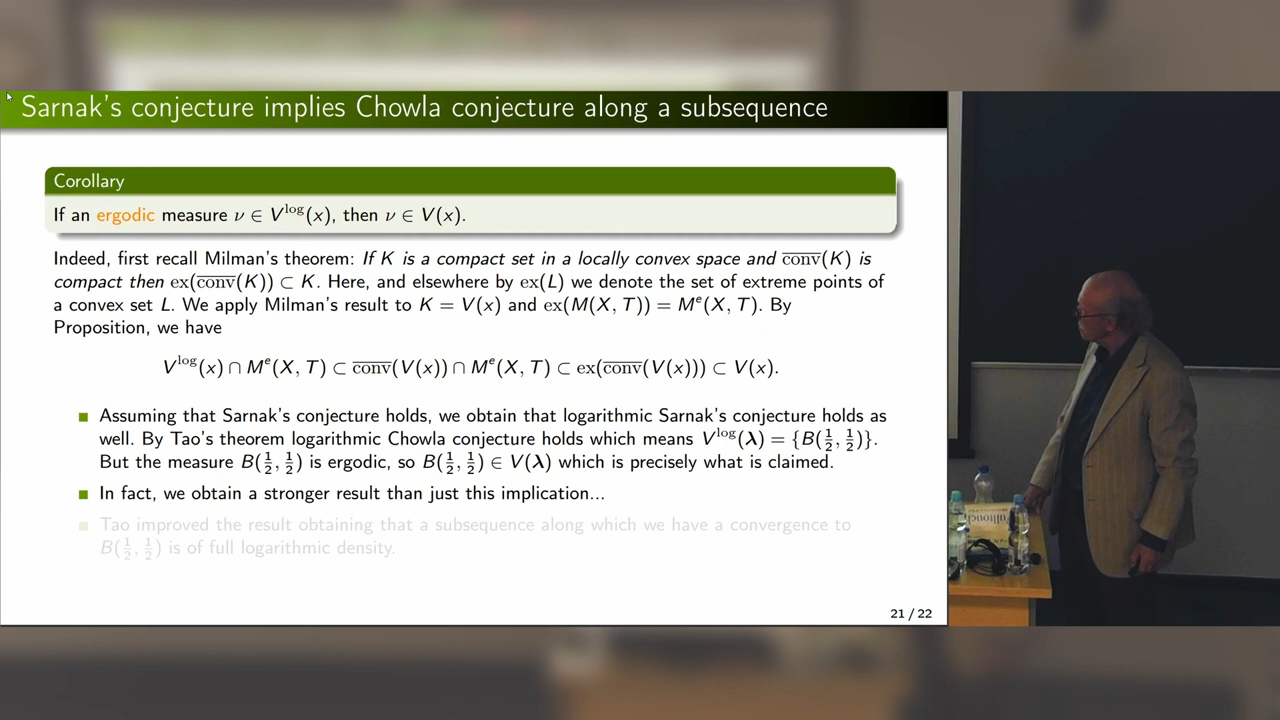 Sarnak's conjecture implies Chowla conjecture along a subsequence
Corollary
If an ergodic measure ν ∈ V^log(x), then ν ∈ V(x).
Indeed, first recall Milman's theorem: If K is a compact set in a locally convex space and \overline{conv}(K) is
compact then ex(\overline{conv}(K)) ⊂ K. Here, and elsewhere by ex(L) we denote the set of extreme points of
a convex set L. We apply Milman's result to K = V(x) and ex(M(X, T)) = M^e(X, T). By
Proposition, we have
V^log(x) ∩ M^e(X, T) ⊂ \overline{conv}(V(x)) ∩ M^e(X, T) ⊂ ex(\overline{conv}(V(x))) ⊂ V(x).
Assuming that Sarnak's conjecture holds, we obtain that logarithmic Sarnak's conjecture holds as
well. By Tao's theorem logarithmic Chowla conjecture holds which means V^log(λ) = {B(1/2, 1/2)}.
But the measure B(1/2, 1/2) is ergodic, so B(1/2, 1/2) ∈ V(λ) which is precisely what is claimed.
In fact, we obtain a stronger result than just this implication...
Tao improved the result obtaining that a subsequence along which we have a convergence to
B(1/2, 1/2) is of full logarithmic density.
21 / 22